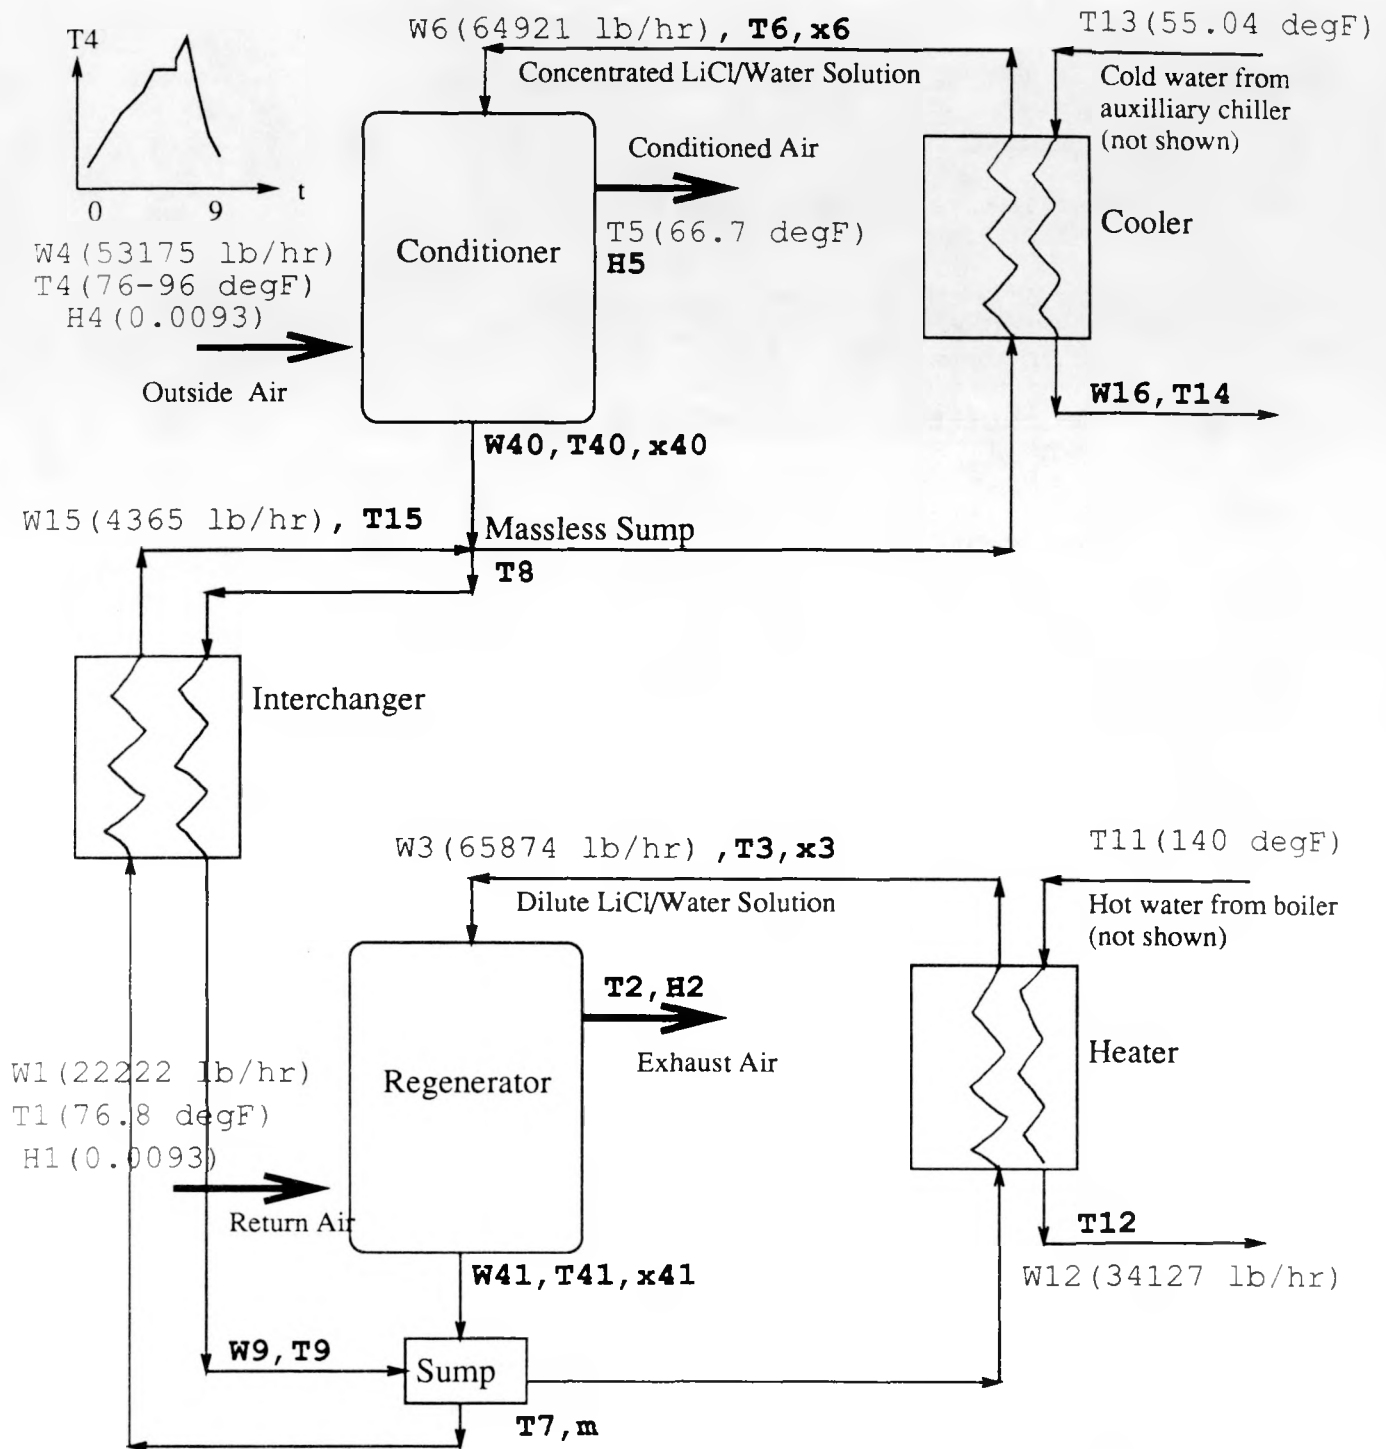 W6(64921 lb/hr), T6,x6
T13(55.04 degF)
T4
Concentrated LiCl/Water Solution
Cold water from
auxilliary chiller
(not shown)
Conditioned Air
t
0 9
Conditioner
T5(66.7 degF)
H5
Cooler
W4(53175 lb/hr)
T4(76-96 degF)
H4(0.0093)
Outside Air
W16,T14
W40,T40,x40
W15(4365 lb/hr), T15
Massless Sump
T8
Interchanger
W3(65874 lb/hr) ,T3,x3
T11(140 degF)
Dilute LiCl/Water Solution
Hot water from boiler
(not shown)
T2,H2
Exhaust Air
Heater
Regenerator
W1(22222 lb/hr)
T1(76.8 degF)
H1(0.0093)
Return Air
T12
W41,T41,x41
W12(34127 lb/hr)
W9,T9
Sump
T7,m